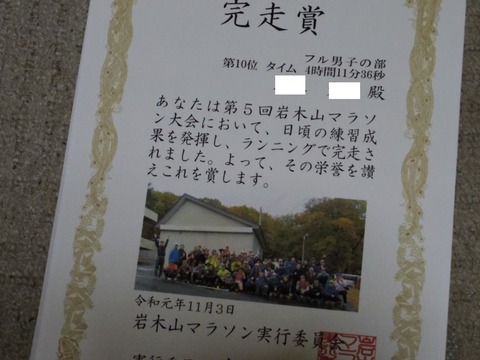 完走賞
フル男子の部
第10位 タイム 4時間11分36秒
殿
あなたは第5回岩木山マラソ
ン大会において、日頃の練習成
果を発揮し、ランニングで完走さ
れました。よって、その栄誉を讃
えこれを賞します。
令和元年11月3日
岩木山マラソン実行委員会